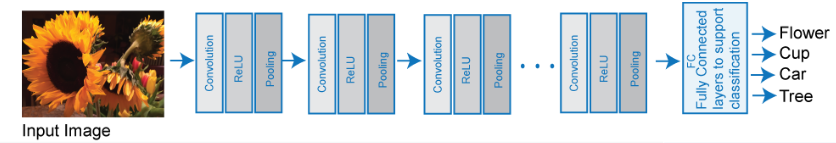 Input Image
Convolution
ReLU
Pooling
Convolution
ReLU
Pooling
Convolution
ReLU
Pooling
. . .
Convolution
ReLU
Pooling
FC
Fully Connected
layers to support
classification
Flower
Cup
Car
Tree